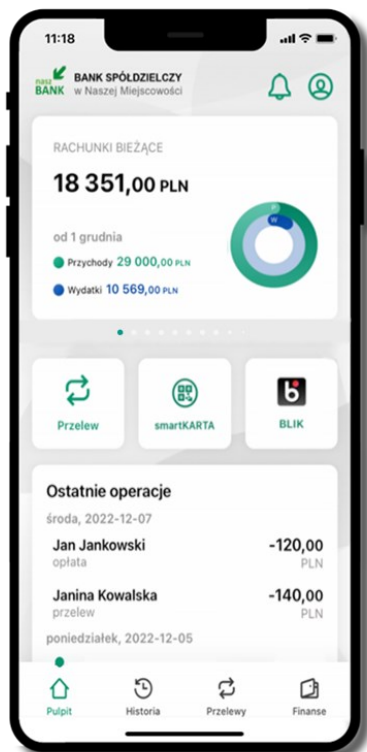 11:18
nasz BANK BANK SPÓŁDZIELCZY
w Naszej Miejscowości
RACHUNKI BIEŻĄCE
18 351,00 PLN
od 1 grudnia
Przychody 29 000,00 PLN
Wydatki 10 569,00 PLN
P
W
Przelew
smartKARTA
BLIK
Ostatnie operacje
środa, 2022-12-07
Jan Jankowski -120,00
opłata PLN
Janina Kowalska -140,00
przelew PLN
poniedziałek, 2022-12-05
Pulpit Historia Przelewy Finanse